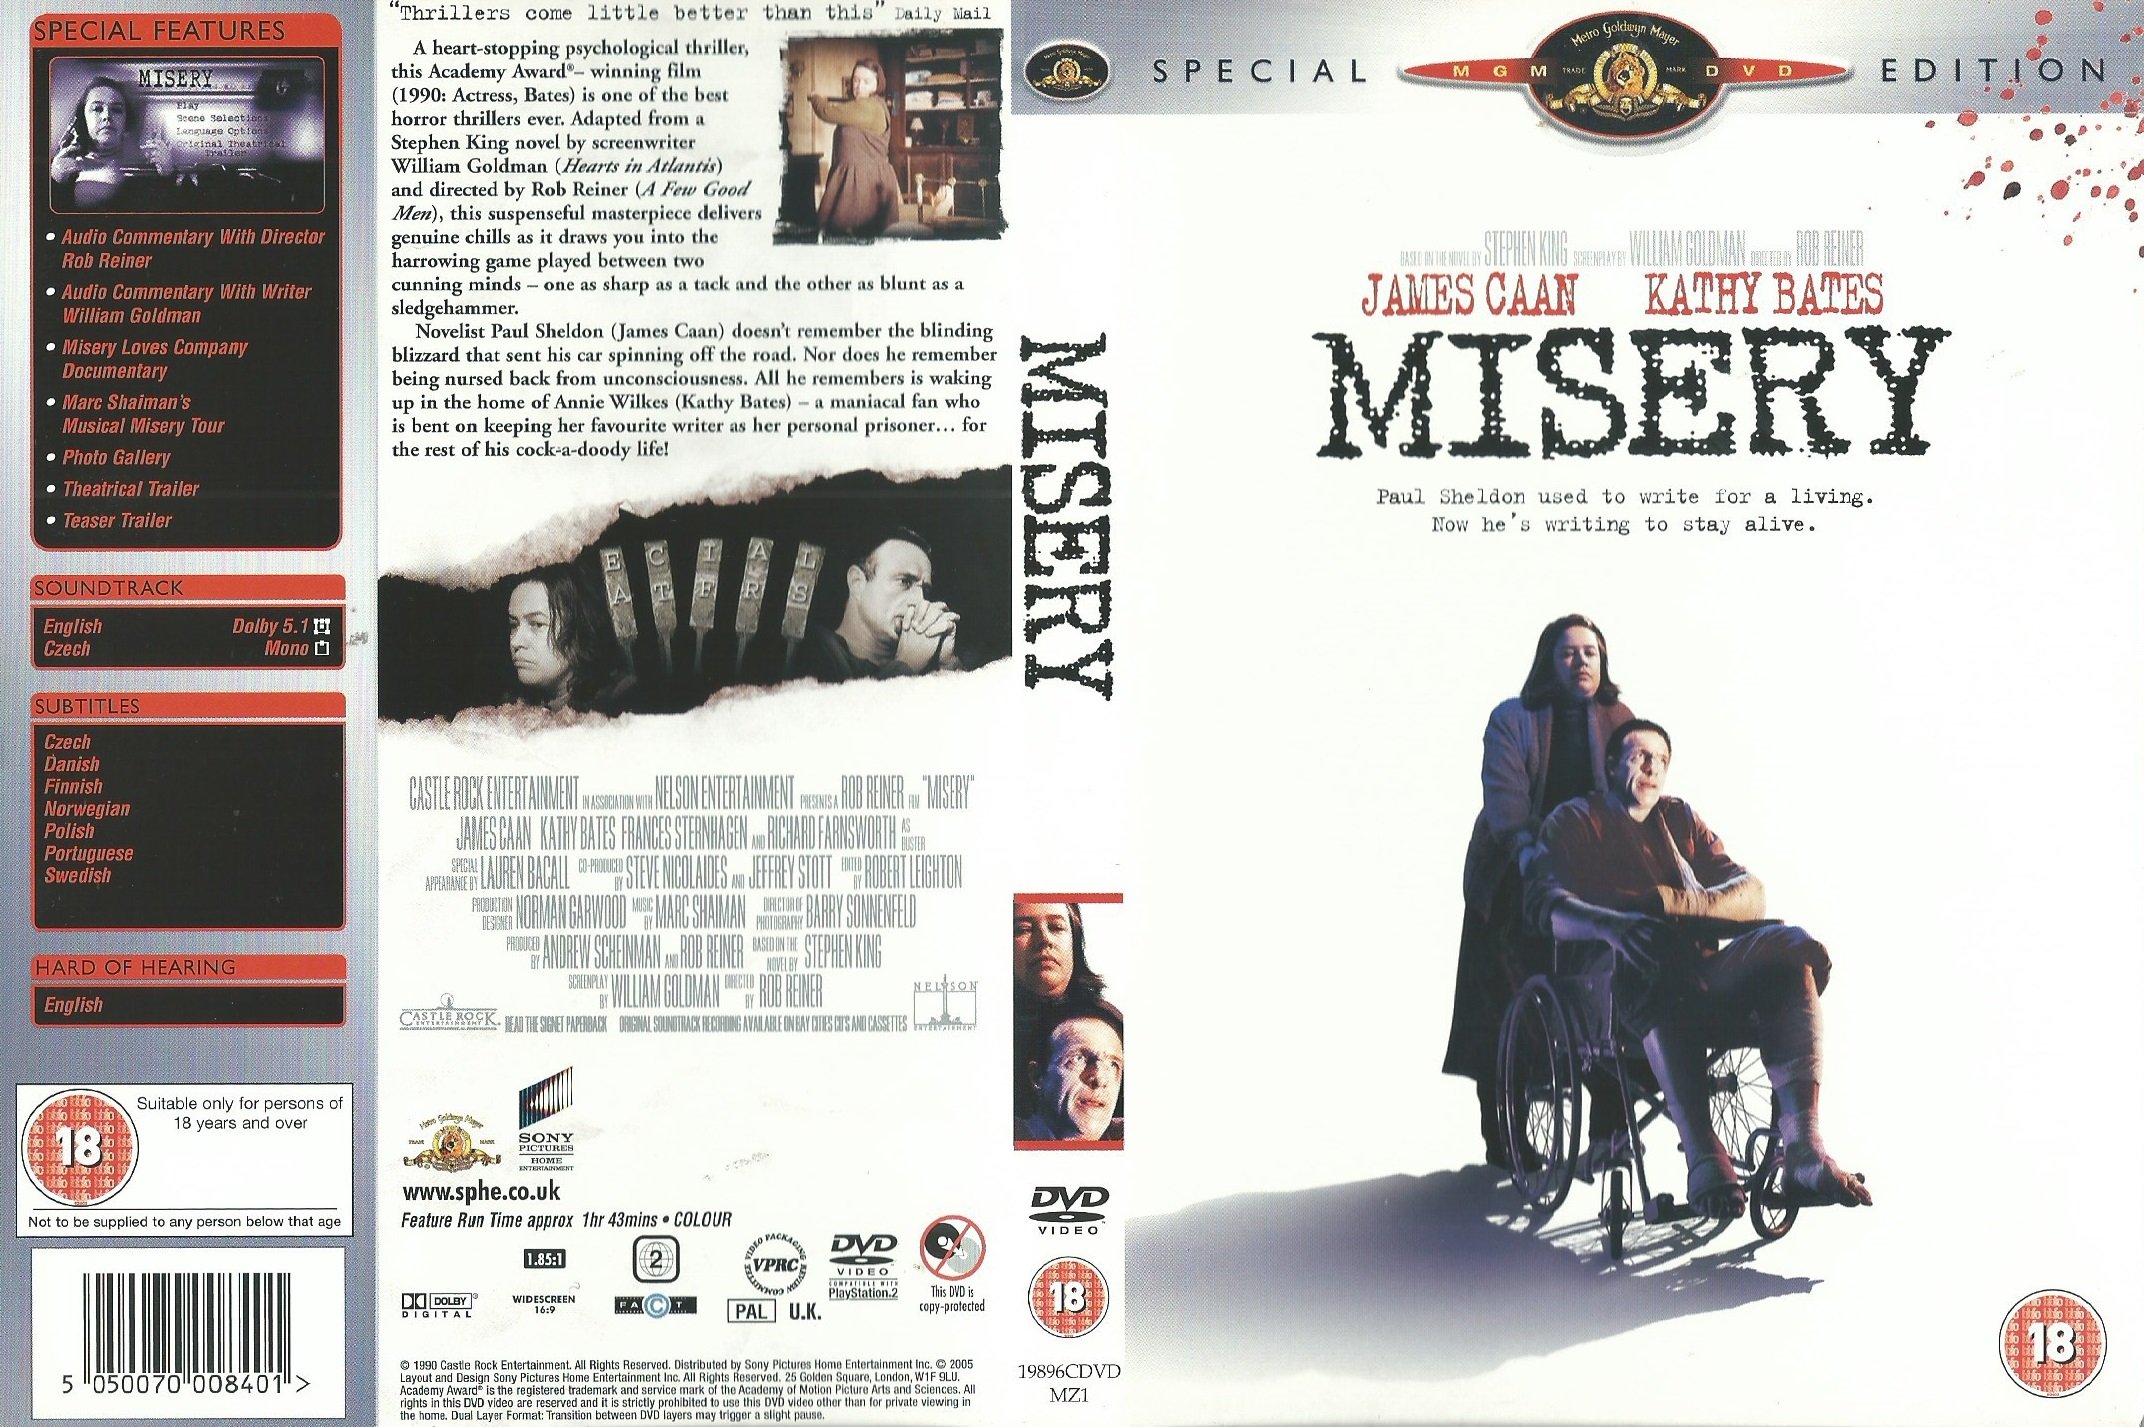 SPECIAL FEATURES
MISERY
Play
Scene Selections
Language Options
Original Theatrical
Trailer
• Audio Commentary With Director
Rob Reiner
• Audio Commentary With Writer
William Goldman
• Misery Loves Company
Documentary
• Marc Shaiman's
Musical Misery Tour
• Photo Gallery
• Theatrical Trailer
• Teaser Trailer
SOUNDTRACK
English Dolby 5.1
Czech Mono
SUBTITLES
Czech
Danish
Finnish
Norwegian
Polish
Portuguese
Swedish
HARD OF HEARING
English
18
Suitable only for persons of
18 years and over
Not to be supplied to any person below that age
5 050070 008401 >
"Thrillers come little better than this" Daily Mail
A heart-stopping psychological thriller,
this Academy Award®– winning film
(1990: Actress, Bates) is one of the best
horror thrillers ever. Adapted from a
Stephen King novel by screenwriter
William Goldman (Hearts in Atlantis)
and directed by Rob Reiner (A Few Good
Men), this suspenseful masterpiece delivers
genuine chills as it draws you into the
harrowing game played between two
cunning minds – one as sharp as a tack and the other as blunt as a
sledgehammer.
Novelist Paul Sheldon (James Caan) doesn't remember the blinding
blizzard that sent his car spinning off the road. Nor does he remember
being nursed back from unconsciousness. All he remembers is waking
up in the home of Annie Wilkes (Kathy Bates) – a maniacal fan who
is bent on keeping her favourite writer as her personal prisoner... for
the rest of his cock-a-doody life!
E C I A L
A T F R S
CASTLE ROCK ENTERTAINMENT IN ASSOCIATION WITH NELSON ENTERTAINMENT PRESENTS A ROB REINER FILM "MISERY"
JAMES CAAN KATHY BATES FRANCES STERNHAGEN AND RICHARD FARNSWORTH AS BUSTER
SPECIAL APPEARANCE BY LAUREN BACALL CO-PRODUCED BY STEVE NICOLAIDES AND JEFFREY STOTT EDITED BY ROBERT LEIGHTON
PRODUCTION DESIGNER NORMAN GARWOOD MUSIC BY MARC SHAIMAN DIRECTOR OF PHOTOGRAPHY BARRY SONNENFELD
PRODUCED BY ANDREW SCHEINMAN AND ROB REINER BASED ON THE NOVEL BY STEPHEN KING
SCREENPLAY BY WILLIAM GOLDMAN DIRECTED BY ROB REINER
CASTLE ROCK ENTERTAINMENT
READ THE SIGNET PAPERBACK ORIGINAL SOUNDTRACK RECORDING AVAILABLE ON BAY CITIES CD'S AND CASSETTES
NELSON ENTERTAINMENT
Metro Goldwyn Mayer
TRADE MARK
SONY
PICTURES
HOME
ENTERTAINMENT
www.sphe.co.uk
Feature Run Time approx 1hr 43mins • COLOUR
DOLBY®
DIGITAL
1.85:1
WIDESCREEN
16:9
2
FACT
VIDEO PACKAGING REVIEW COMMITTEE
VPRC
PAL U.K.
DVD
VIDEO
COMPATIBLE WITH
PlayStation.2
This DVD is
copy-protected
© 1990 Castle Rock Entertainment. All Rights Reserved. Distributed by Sony Pictures Home Entertainment Inc. © 2005
Layout and Design Sony Pictures Home Entertainment Inc. All Rights Reserved. 25 Golden Square, London, W1F 9LU.
Academy Award® is the registered trademark and service mark of the Academy of Motion Picture Arts and Sciences. All
rights in this DVD video are reserved and it is strictly prohibited to use this DVD video other than for private viewing in
the home. Dual Layer Format: Transition between DVD layers may trigger a slight pause.
MISERY
DVD
VIDEO
18
19896CDVD
MZ1
SPECIAL EDITION
Metro Goldwyn Mayer
MGM TRADE MARK DVD
BASED ON THE NOVEL BY STEPHEN KING SCREENPLAY BY WILLIAM GOLDMAN DIRECTED BY ROB REINER
JAMES CAAN KATHY BATES
MISERY
Paul Sheldon used to write for a living.
Now he's writing to stay alive.
18